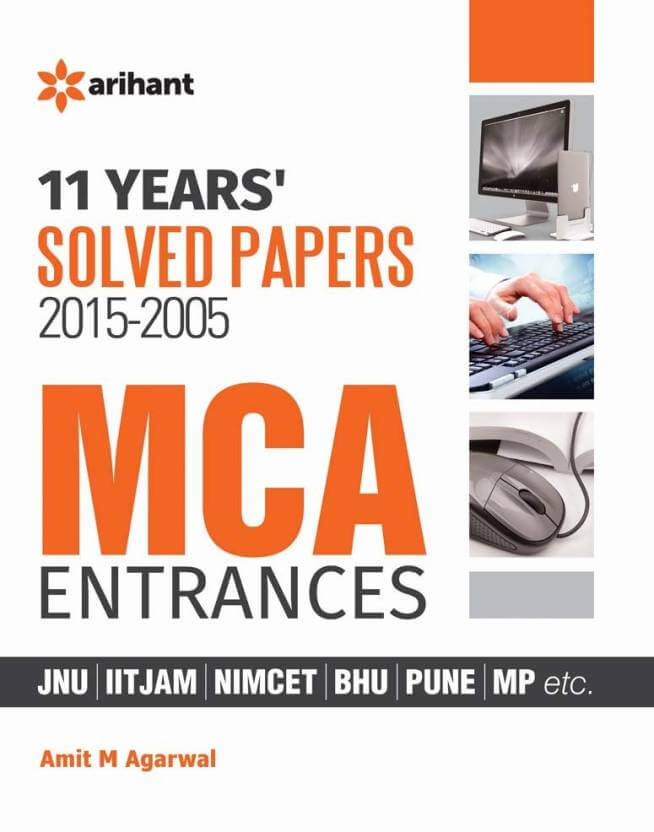 arihant
11 YEARS'
SOLVED PAPERS
2015-2005
MCA
ENTRANCES
JNU | IITJAM | NIMCET | BHU | PUNE | MP etc.
Amit M Agarwal